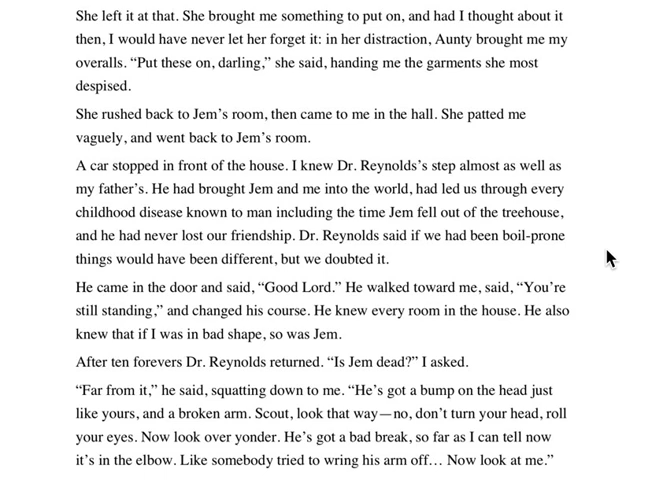 She left it at that. She brought me something to put on, and had I thought about it
then, I would have never let her forget it: in her distraction, Aunty brought me my
overalls. “Put these on, darling,” she said, handing me the garments she most
despised.
She rushed back to Jem’s room, then came to me in the hall. She patted me
vaguely, and went back to Jem’s room.
A car stopped in front of the house. I knew Dr. Reynolds’s step almost as well as
my father’s. He had brought Jem and me into the world, had led us through every
childhood disease known to man including the time Jem fell out of the treehouse,
and he had never lost our friendship. Dr. Reynolds said if we had been boil-prone
things would have been different, but we doubted it.
He came in the door and said, “Good Lord.” He walked toward me, said, “You’re
still standing,” and changed his course. He knew every room in the house. He also
knew that if I was in bad shape, so was Jem.
After ten forevers Dr. Reynolds returned. “Is Jem dead?” I asked.
“Far from it,” he said, squatting down to me. “He’s got a bump on the head just
like yours, and a broken arm. Scout, look that way—no, don’t turn your head, roll
your eyes. Now look over yonder. He’s got a bad break, so far as I can tell now
it’s in the elbow. Like somebody tried to wring his arm off… Now look at me.”